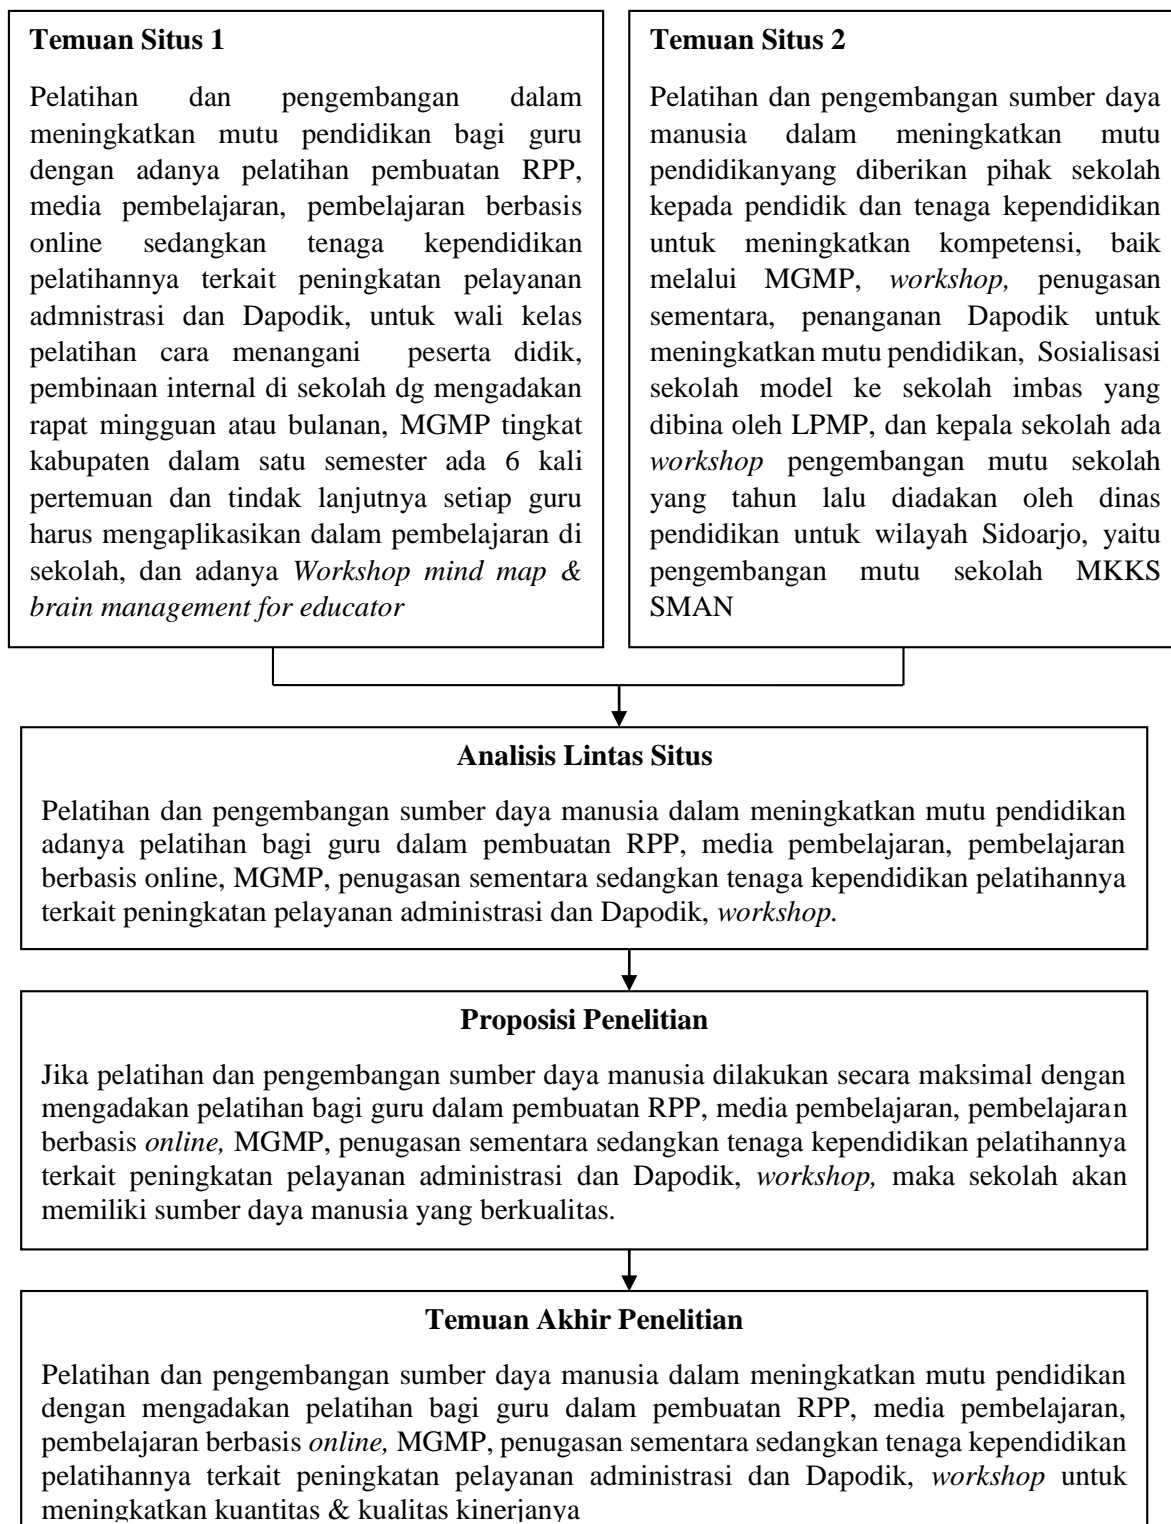 Temuan Situs 1
Pelatihan dan pengembangan dalam
meningkatkan mutu pendidikan bagi guru
dengan adanya pelatihan pembuatan RPP,
media pembelajaran, pembelajaran berbasis
online sedangkan tenaga kependidikan
pelatihannya terkait peningkatan pelayanan
admnistrasi dan Dapodik, untuk wali kelas
pelatihan cara menangani peserta didik,
pembinaan internal di sekolah dg mengadakan
rapat mingguan atau bulanan, MGMP tingkat
kabupaten dalam satu semester ada 6 kali
pertemuan dan tindak lanjutnya setiap guru
harus mengaplikasikan dalam pembelajaran di
sekolah, dan adanya Workshop mind map &
brain management for educator
Temuan Situs 2
Pelatihan dan pengembangan sumber daya
manusia dalam meningkatkan mutu
pendidikanyang diberikan pihak sekolah
kepada pendidik dan tenaga kependidikan
untuk meningkatkan kompetensi, baik
melalui MGMP, workshop, penugasan
sementara, penanganan Dapodik untuk
meningkatkan mutu pendidikan, Sosialisasi
sekolah model ke sekolah imbas yang
dibina oleh LPMP, dan kepala sekolah ada
workshop pengembangan mutu sekolah
yang tahun lalu diadakan oleh dinas
pendidikan untuk wilayah Sidoarjo, yaitu
pengembangan mutu sekolah MKKS
SMAN
Analisis Lintas Situs
Pelatihan dan pengembangan sumber daya manusia dalam meningkatkan mutu pendidikan
adanya pelatihan bagi guru dalam pembuatan RPP, media pembelajaran, pembelajaran
berbasis online, MGMP, penugasan sementara sedangkan tenaga kependidikan pelatihannya
terkait peningkatan pelayanan administrasi dan Dapodik, workshop.
Proposisi Penelitian
Jika pelatihan dan pengembangan sumber daya manusia dilakukan secara maksimal dengan
mengadakan pelatihan bagi guru dalam pembuatan RPP, media pembelajaran, pembelajaran
berbasis online, MGMP, penugasan sementara sedangkan tenaga kependidikan pelatihannya
terkait peningkatan pelayanan administrasi dan Dapodik, workshop, maka sekolah akan
memiliki sumber daya manusia yang berkualitas.
Temuan Akhir Penelitian
Pelatihan dan pengembangan sumber daya manusia dalam meningkatkan mutu pendidikan
dengan mengadakan pelatihan bagi guru dalam pembuatan RPP, media pembelajaran,
pembelajaran berbasis online, MGMP, penugasan sementara sedangkan tenaga kependidikan
pelatihannya terkait peningkatan pelayanan administrasi dan Dapodik, workshop untuk
meningkatkan kuantitas & kualitas kinerjanya